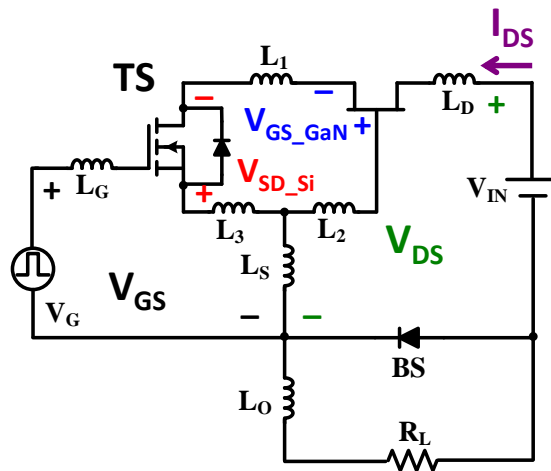 I_DS
L_1
TS
−
−
L_D
+
V_GS_GaN
+
V_SD_Si
+
L_G
+
V_IN
L_3
L_2
V_DS
L_S
V_GS
V_G
−
−
BS
L_O
R_L